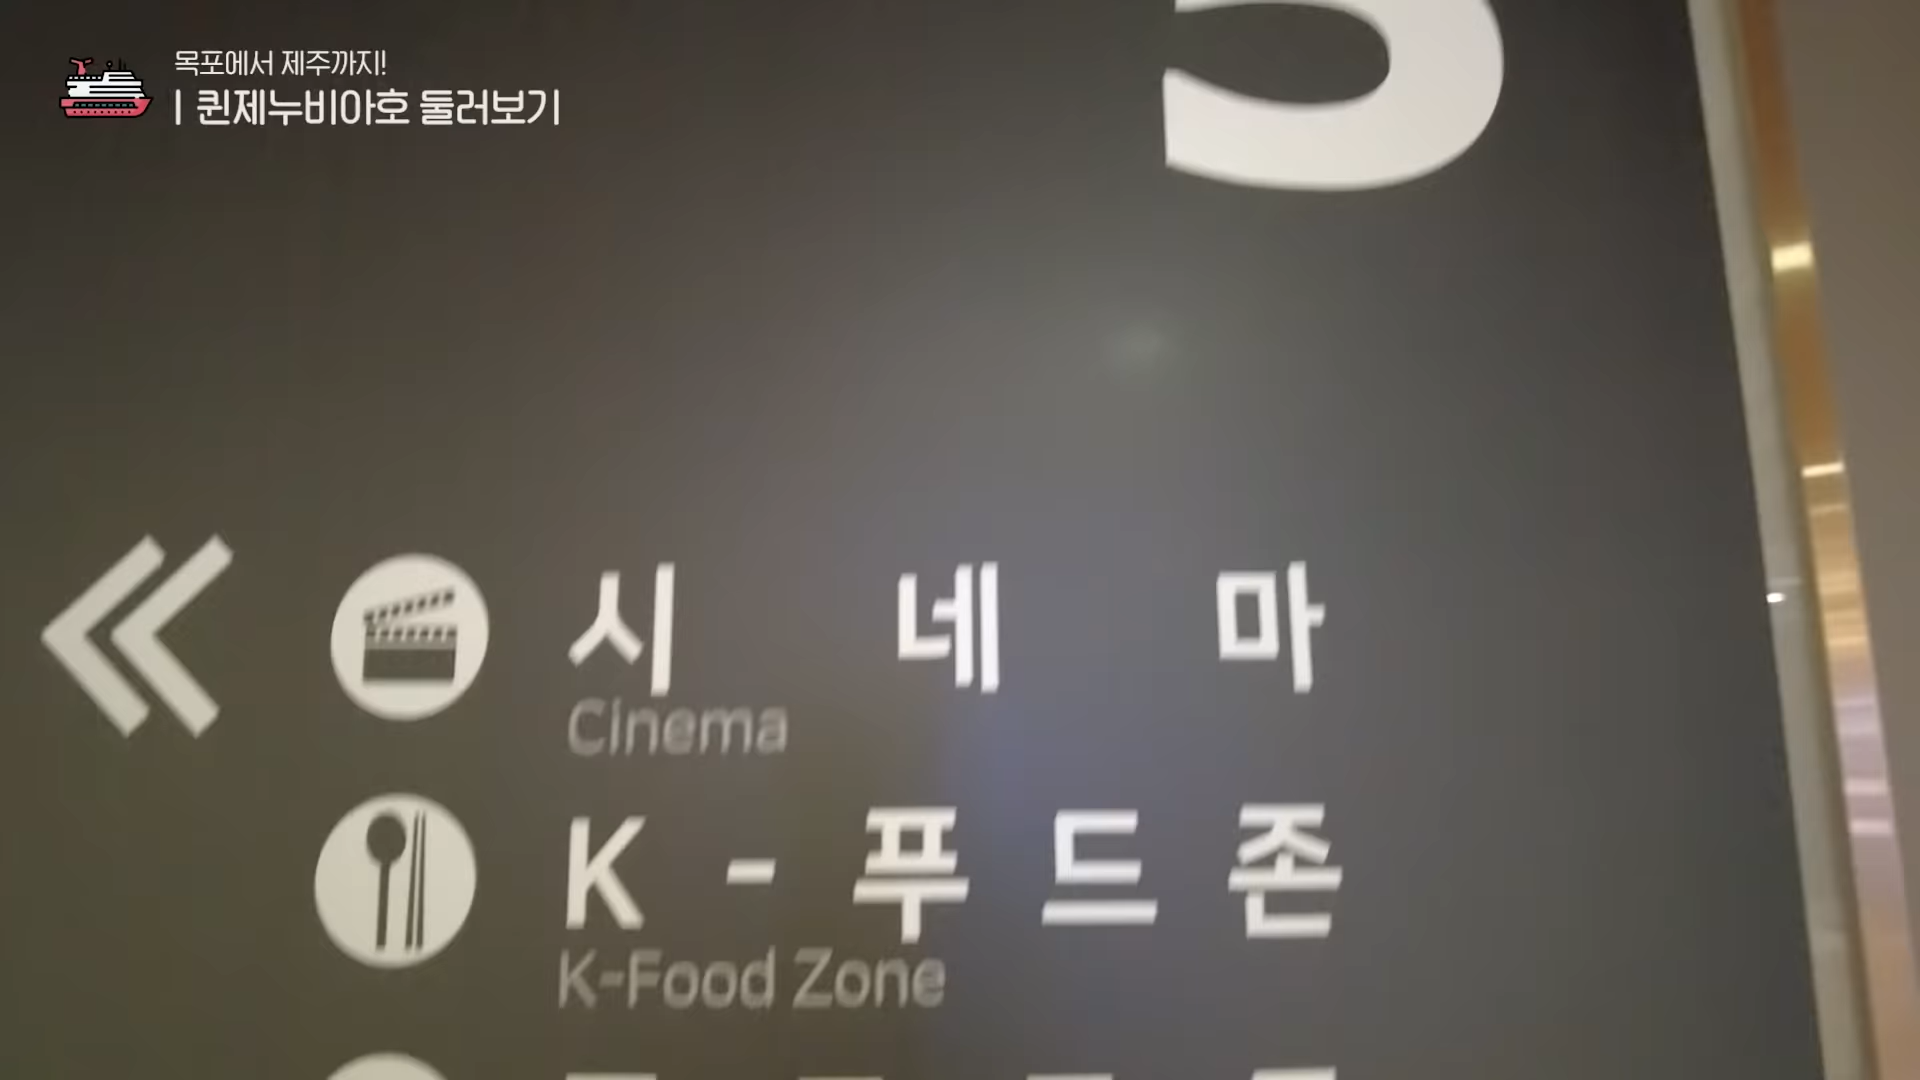 목포에서 제주까지!
퀸제누비아호 둘러보기
시네마
Cinema
K-푸드존
K-Food Zone